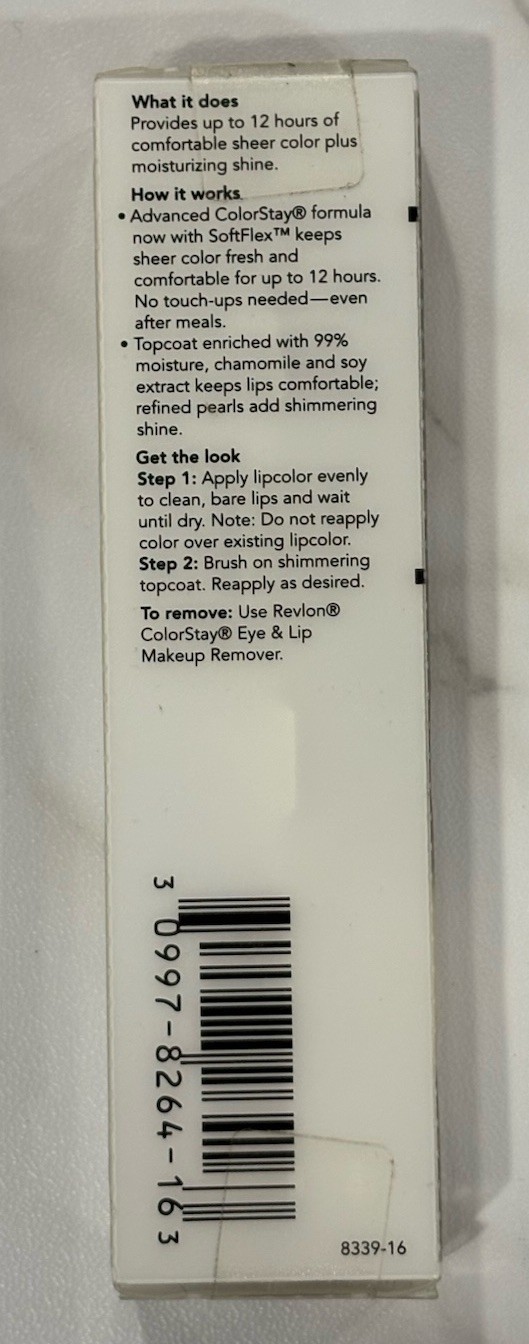 What it does
Provides up to 12 hours of
comfortable sheer color plus
moisturizing shine.
How it works
• Advanced ColorStay® formula
now with SoftFlex™ keeps
sheer color fresh and
comfortable for up to 12 hours.
No touch-ups needed—even
after meals.
• Topcoat enriched with 99%
moisture, chamomile and soy
extract keeps lips comfortable;
refined pearls add shimmering
shine.
Get the look
Step 1: Apply lipcolor evenly
to clean, bare lips and wait
until dry. Note: Do not reapply
color over existing lipcolor.
Step 2: Brush on shimmering
topcoat. Reapply as desired.
To remove: Use Revlon®
ColorStay® Eye & Lip
Makeup Remover.
3 0997-8264-16 3
8339-16